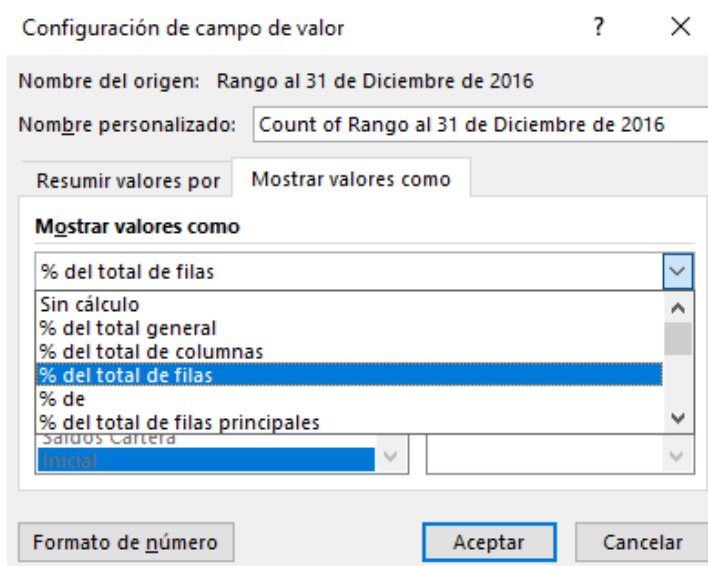 Configuración de campo de valor ?
Nombre del origen: Rango al 31 de Diciembre de 2016
Nombre personalizado: Count of Rango al 31 de Diciembre de 2016
Resumir valores por Mostrar valores como
Mostrar valores como
% del total de filas
Sin cálculo
% del total general
% del total de columnas
% del total de filas
% de
% del total de filas principales
Saldos Cartera
Inicial
Formato de número Aceptar Cancelar